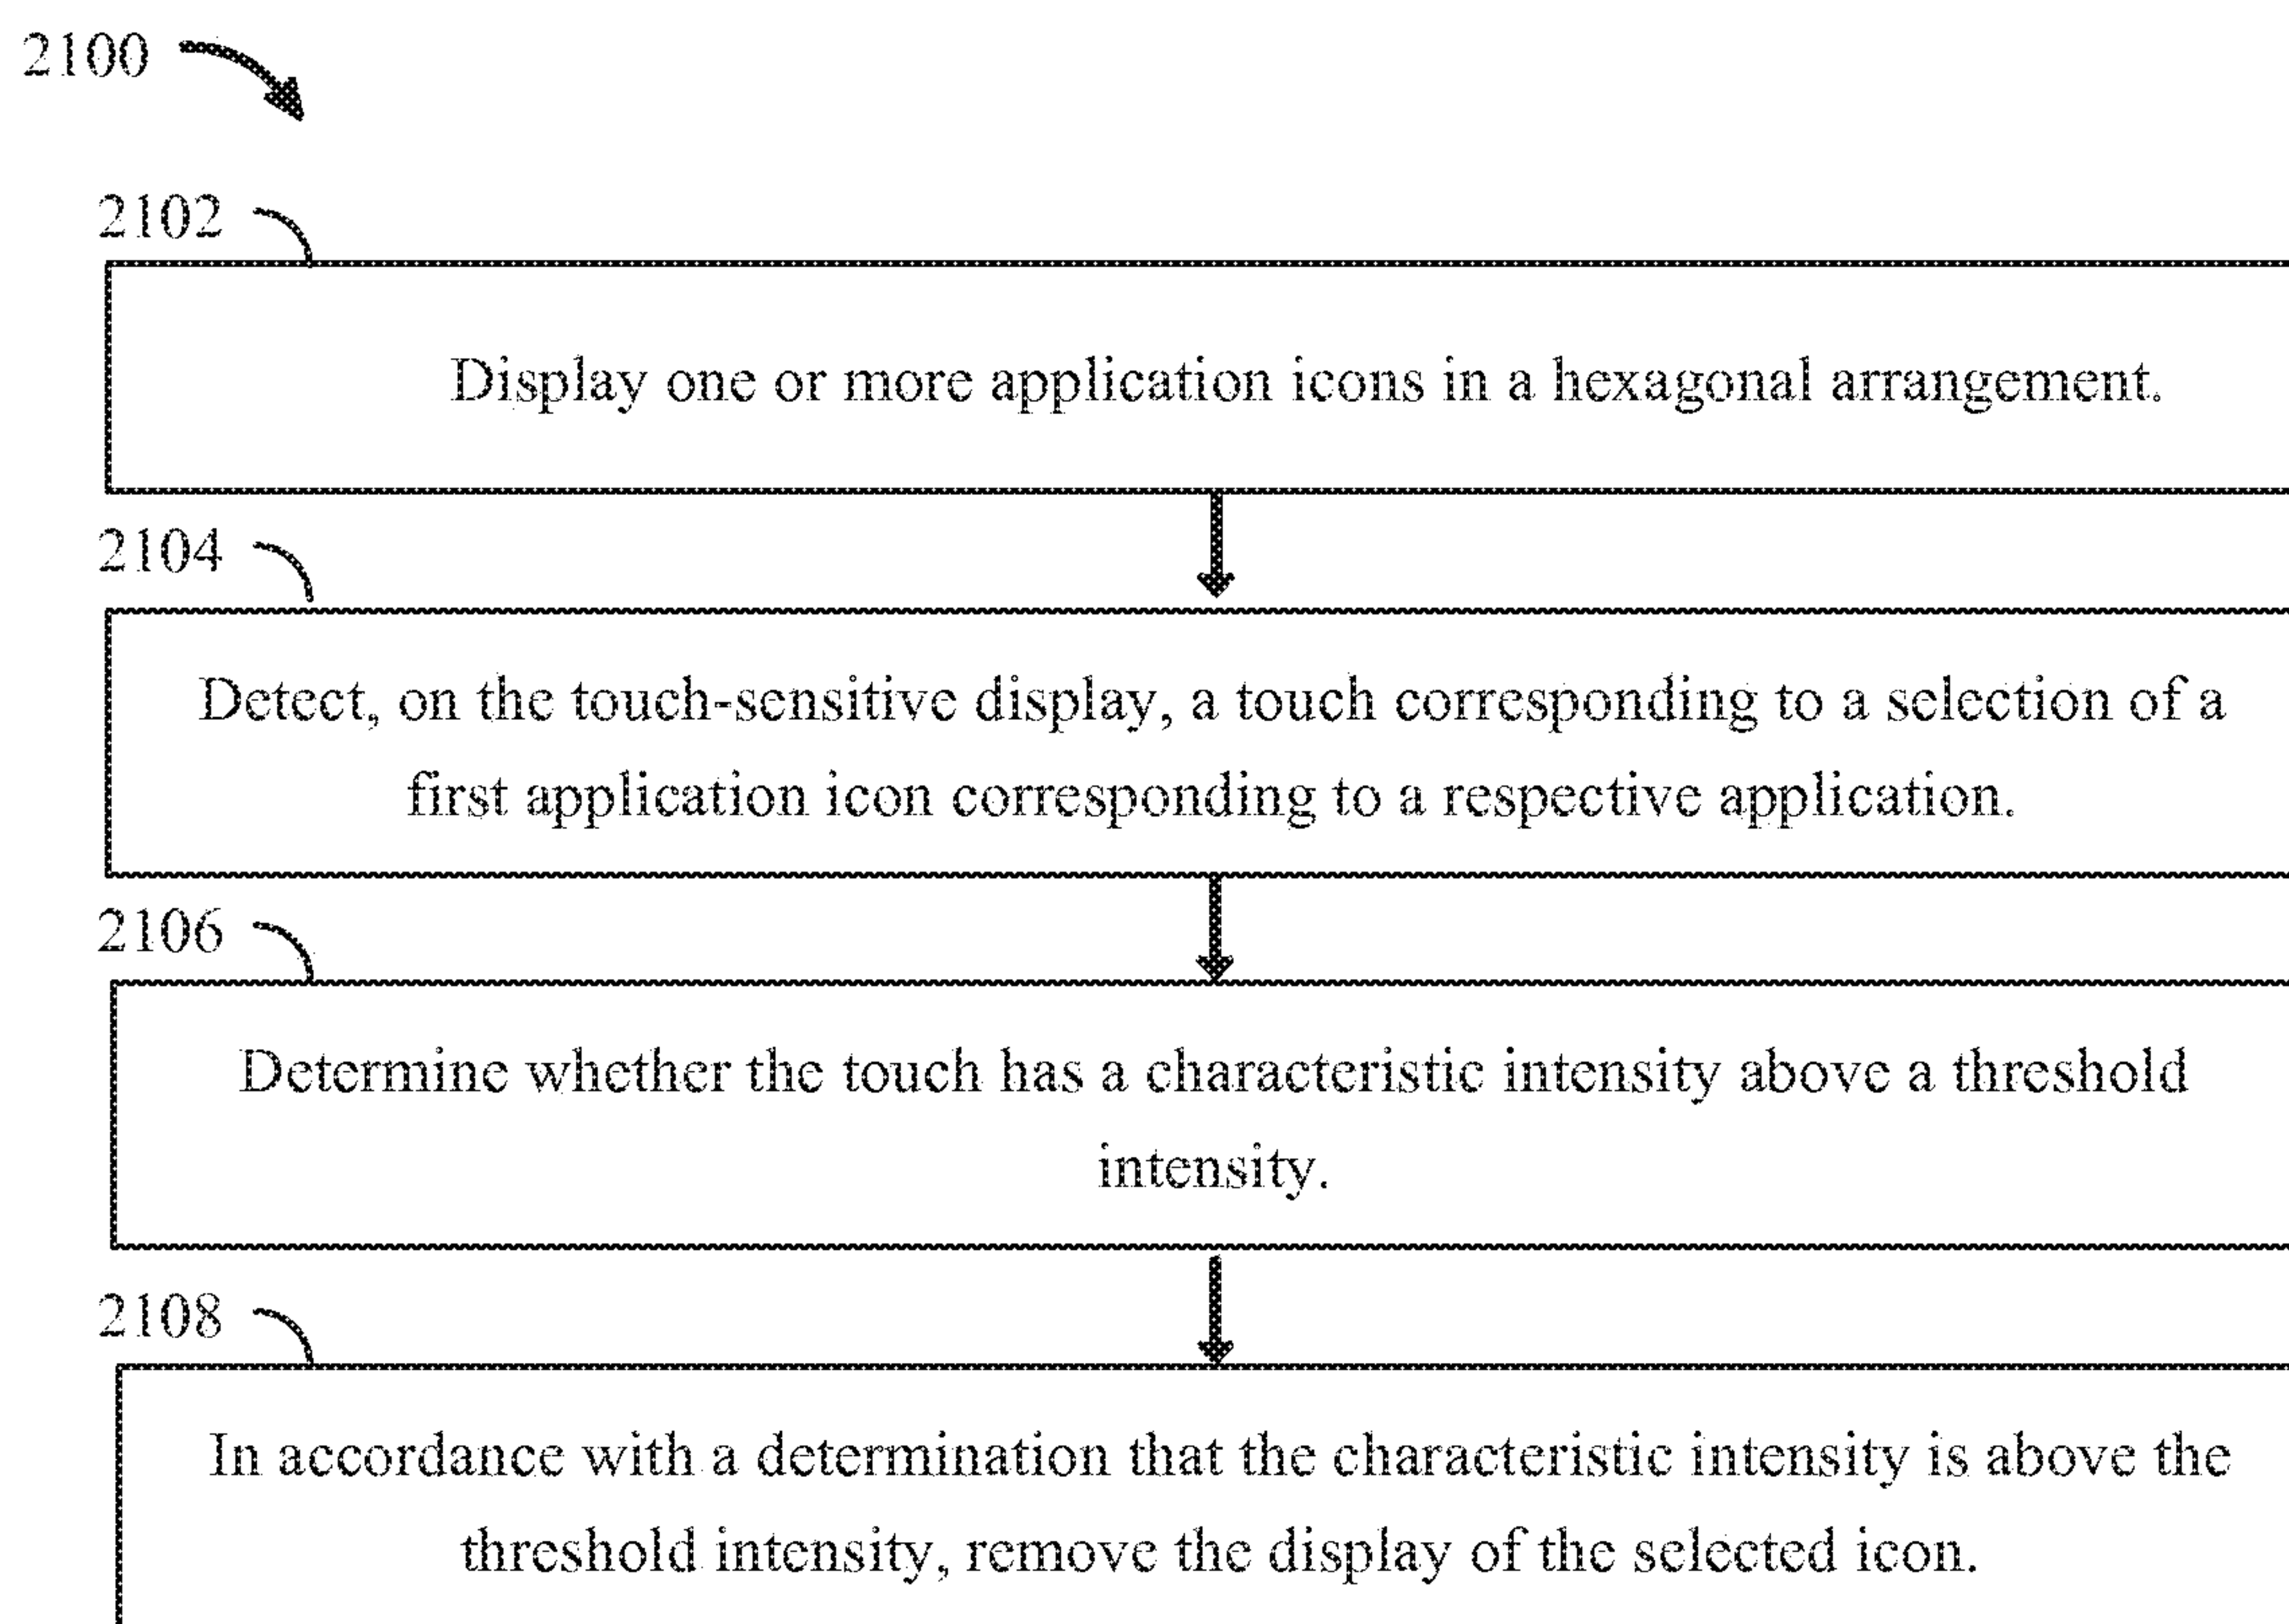 2100
2102
Display one or more application icons in a hexagonal arrangement.
2104
Detect, on the touch-sensitive display, a touch corresponding to a selection of a
first application icon corresponding to a respective application.
2106
Determine whether the touch has a characteristic intensity above a threshold
intensity.
2108
In accordance with a determination that the characteristic intensity is above the
threshold intensity, remove the display of the selected icon.